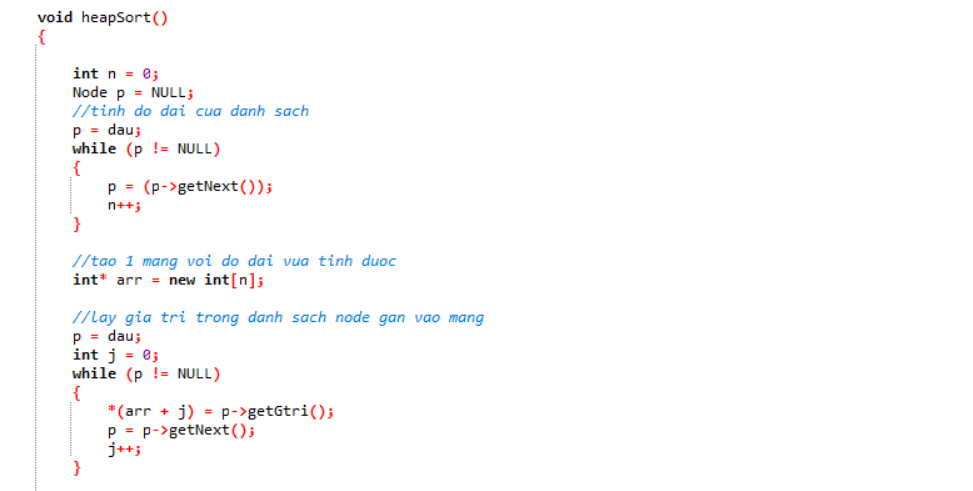 void heapSort()
{
int n = 0;
Node p = NULL;
//tinh do dai cua danh sach
p = dau;
while (p != NULL)
{
p = (p->getNext());
n++;
}
//tao 1 mang voi do dai vua tinh duoc
int* arr = new int[n];
//lay gia tri trong danh sach node gan vao mang
p = dau;
int j = 0;
while (p != NULL)
{
*(arr + j) = p->getGtri();
p = p->getNext();
j++;
}